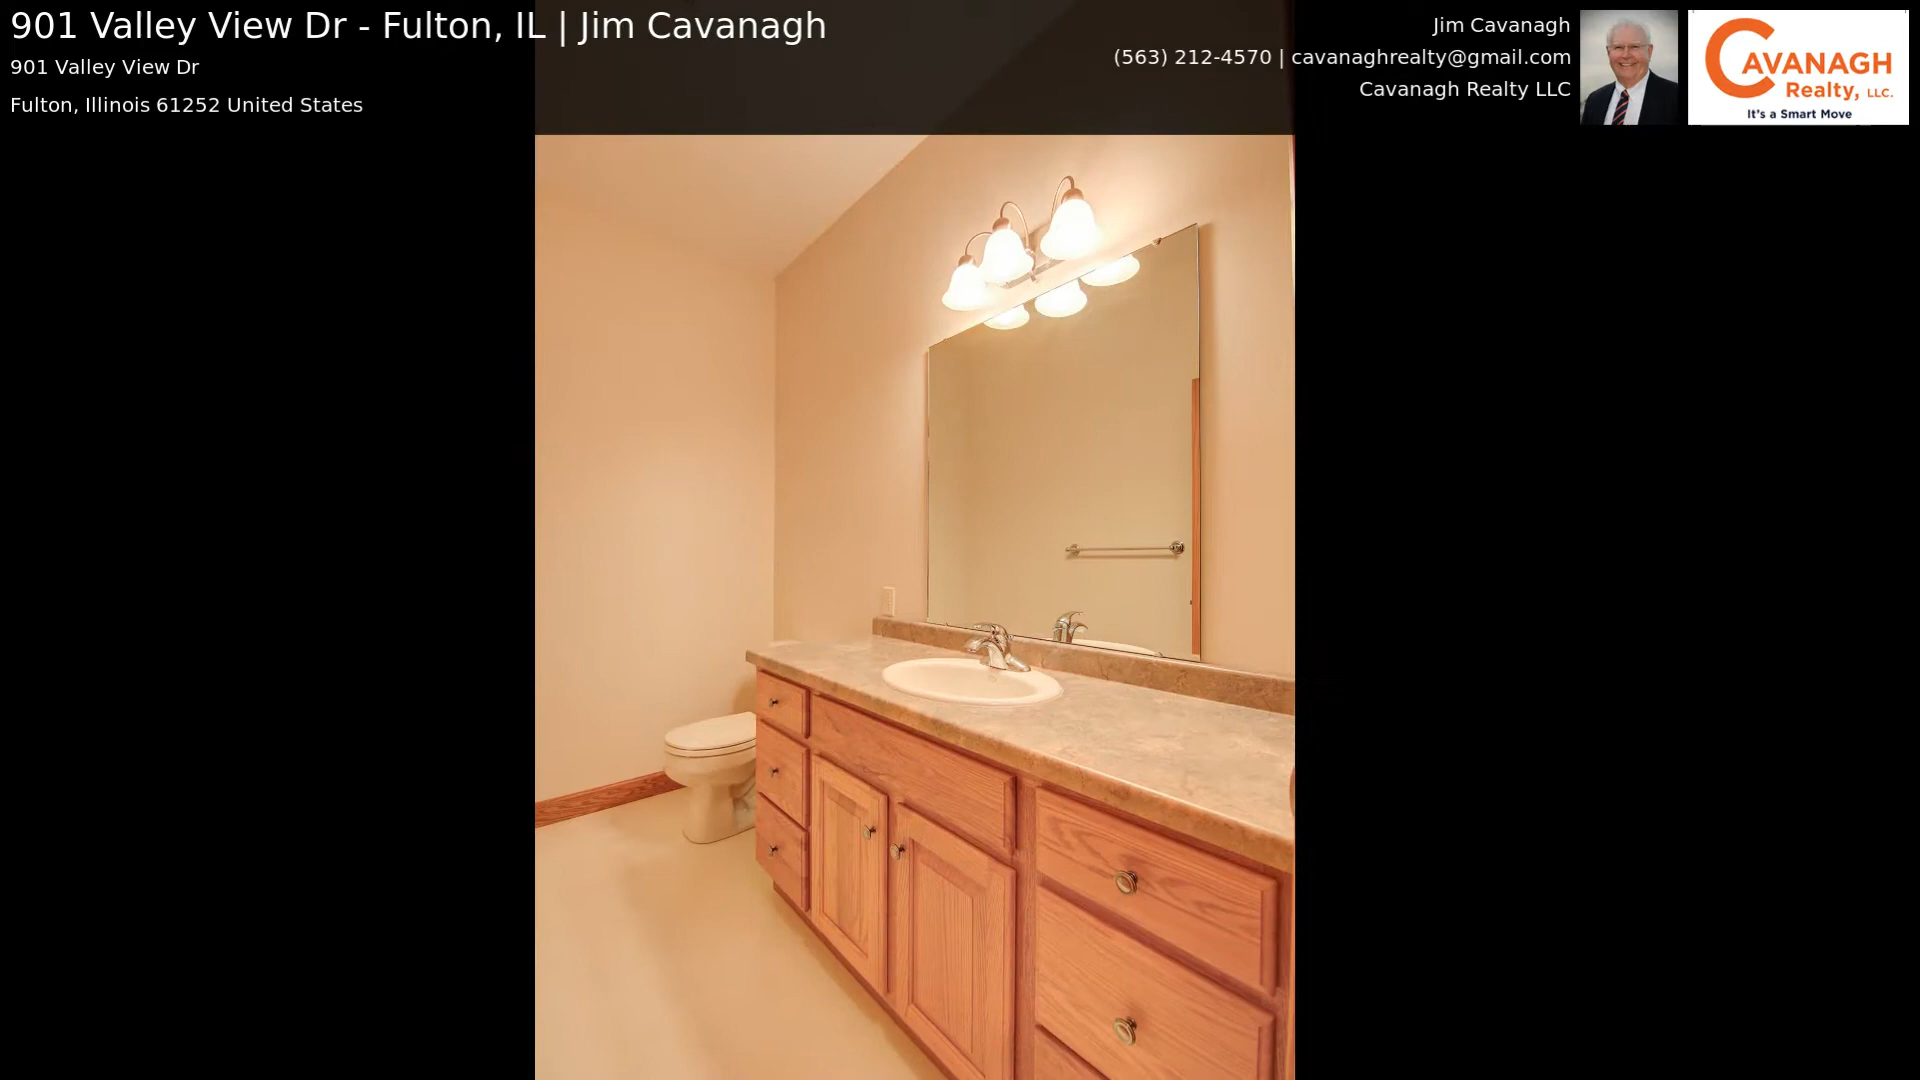 901 Valley View Dr - Fulton, IL | Jim Cavanagh
901 Valley View Dr
Fulton, Illinois 61252 United States
Jim Cavanagh
(563) 212-4570 | cavanaghrealty@gmail.com
Cavanagh Realty LLC
CAVANAGH
Realty, LLC.
It's a Smart Move